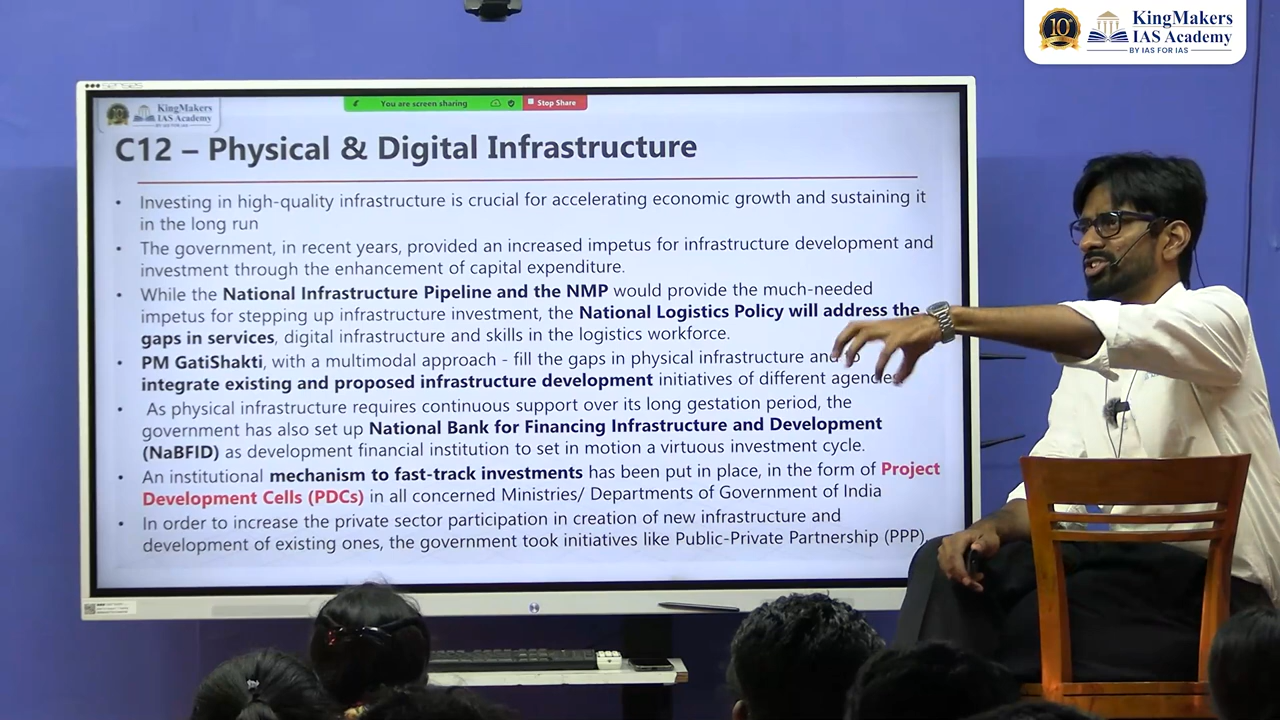 10
KingMakers
IAS Academy
BY IAS FOR IAS
KingMakers
IAS Academy
BY IAS FOR IAS
You are screen sharing
Stop Share
C12 – Physical & Digital Infrastructure
• Investing in high-quality infrastructure is crucial for accelerating economic growth and sustaining it
in the long run
• The government, in recent years, provided an increased impetus for infrastructure development and
investment through the enhancement of capital expenditure.
• While the National Infrastructure Pipeline and the NMP would provide the much-needed
impetus for stepping up infrastructure investment, the National Logistics Policy will address the
gaps in services, digital infrastructure and skills in the logistics workforce.
• PM GatiShakti, with a multimodal approach - fill the gaps in physical infrastructure and
integrate existing and proposed infrastructure development initiatives of different agencies.
• As physical infrastructure requires continuous support over its long gestation period, the
government has also set up National Bank for Financing Infrastructure and Development
(NaBFID) as development financial institution to set in motion a virtuous investment cycle.
• An institutional mechanism to fast-track investments has been put in place, in the form of Project
Development Cells (PDCs) in all concerned Ministries/ Departments of Government of India
• In order to increase the private sector participation in creation of new infrastructure and
development of existing ones, the government took initiatives like Public-Private Partnership (PPP).